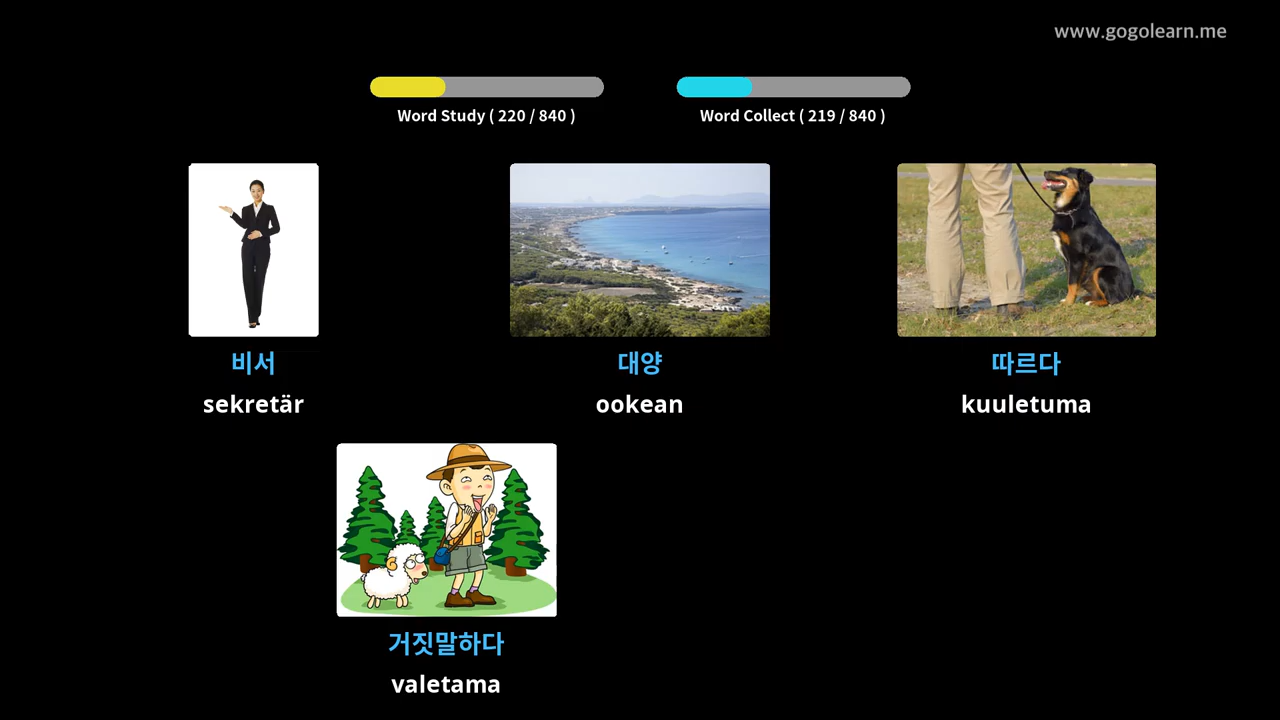 www.gogolearn.me
Word Study ( 220 / 840 )
Word Collect ( 219 / 840 )
비서
대양
따르다
sekretär
ookean
kuuletuma
거짓말하다
valetama